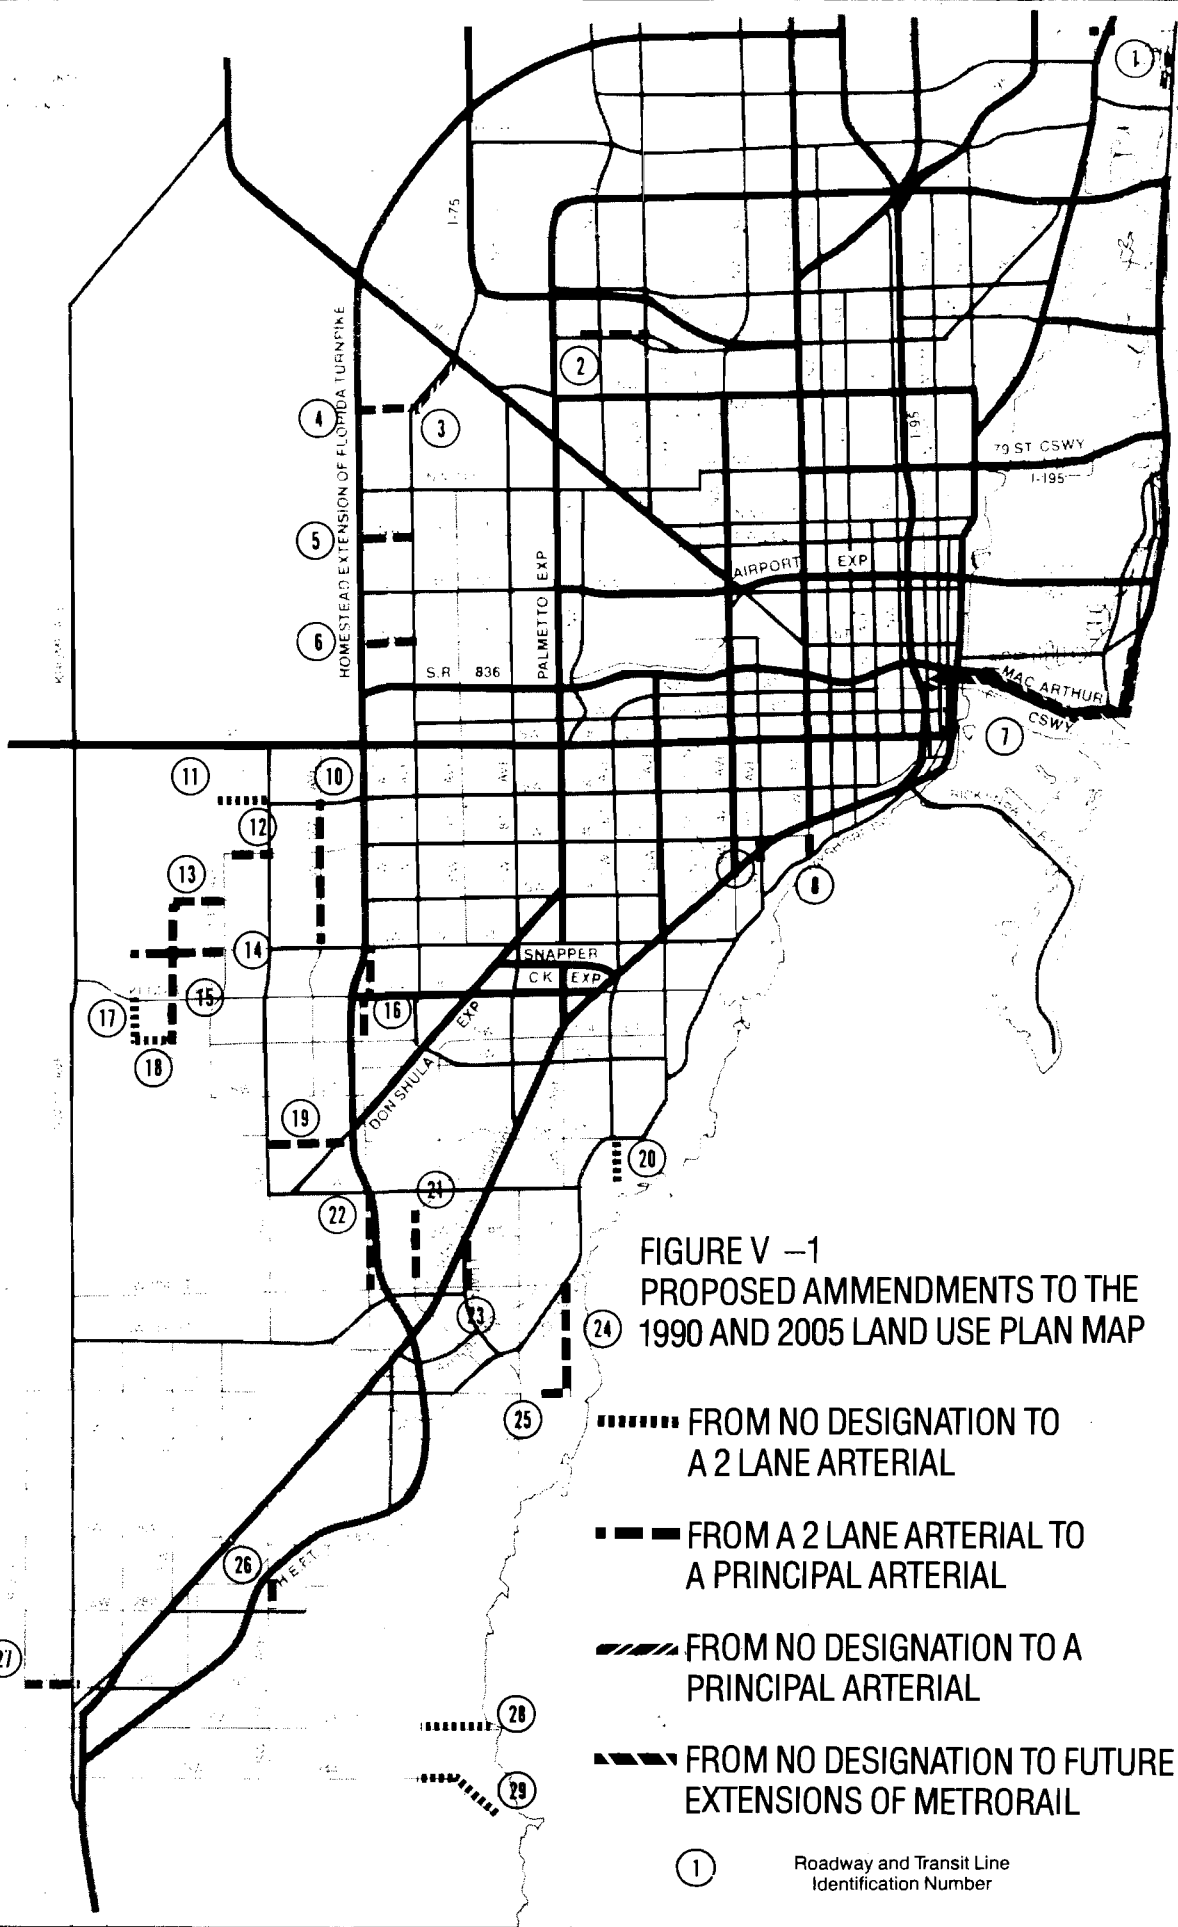 1
I-75
2
HOMESTEAD EXTENSION OF FLORIDA TURNPIKE
4
3
I-95
79 ST CSWY
I-195
5
PALMETTO EXP
AIRPORT EXP
6
S.R 836
MAC ARTHUR
CSWY
7
11
10
12
13
8
14
SNAPPER
CK EXP
15
16
17
EXP
18
DON SHULA
19
20
21
22
FIGURE V –1
PROPOSED AMMENDMENTS TO THE
1990 AND 2005 LAND USE PLAN MAP
23
24
25
FROM NO DESIGNATION TO
A 2 LANE ARTERIAL
FROM A 2 LANE ARTERIAL TO
A PRINCIPAL ARTERIAL
26
H.E.F.T.
27
FROM NO DESIGNATION TO A
PRINCIPAL ARTERIAL
28
FROM NO DESIGNATION TO FUTURE
EXTENSIONS OF METRORAIL
29
1
Roadway and Transit Line
Identification Number